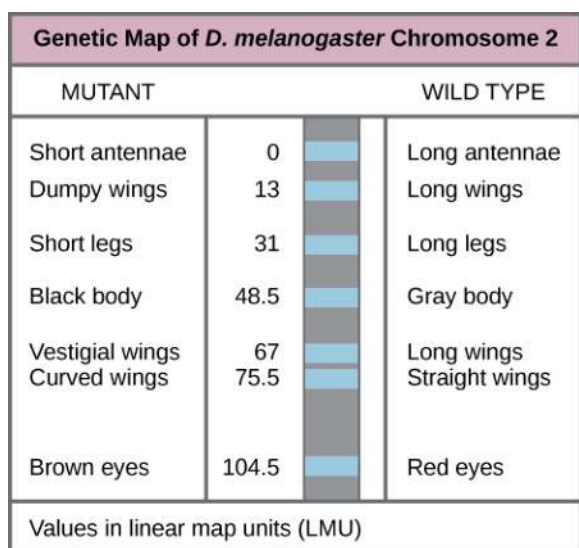 Genetic Map of D. melanogaster Chromosome 2
MUTANT WILD TYPE
Short antennae 0 Long antennae
Dumpy wings 13 Long wings
Short legs 31 Long legs
Black body 48.5 Gray body
Vestigial wings 67 Long wings
Curved wings 75.5 Straight wings
Brown eyes 104.5 Red eyes
Values in linear map units (LMU)